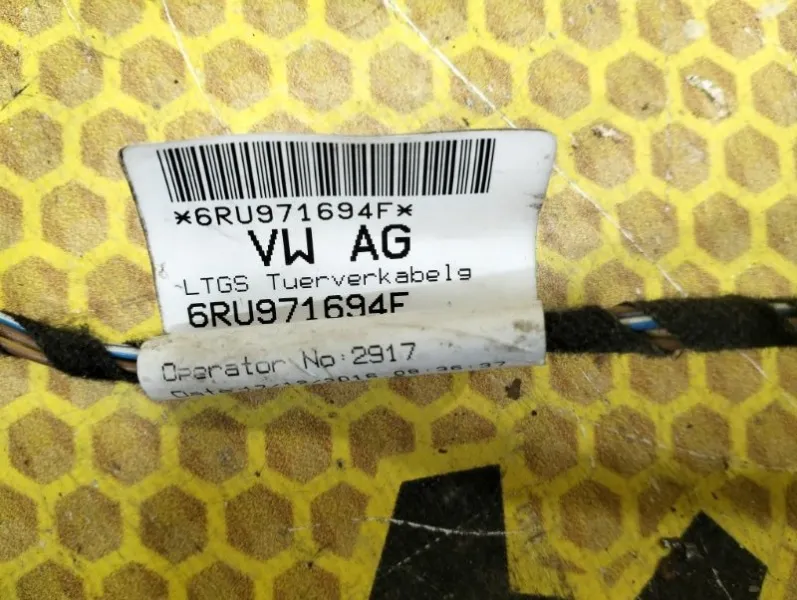 *6RU971694F*
VW AG
LTGS Tuerverkabelg
6RU971694F
Operator No:2917